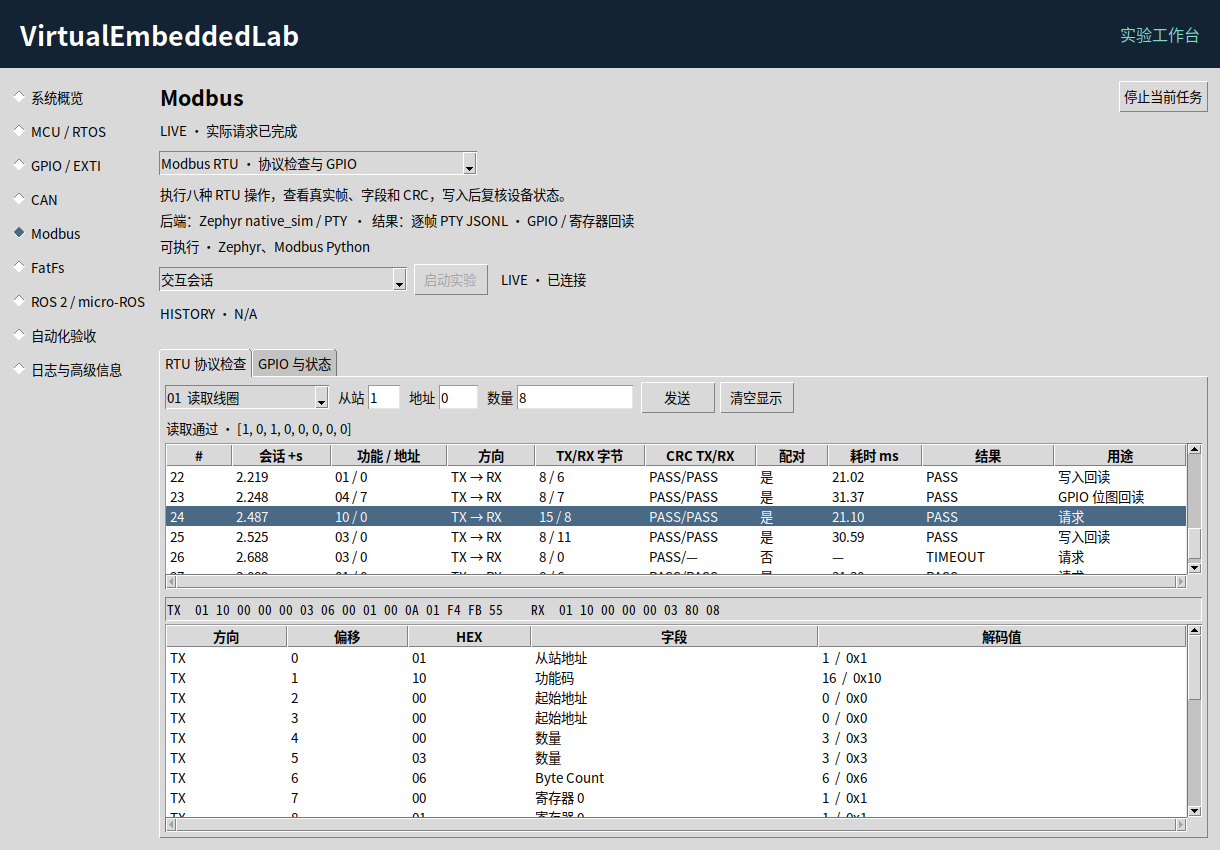 VirtualEmbeddedLab
实验工作台
系统概览
MCU / RTOS
GPIO / EXTI
CAN
Modbus
FatFs
ROS 2 / micro-ROS
自动化验收
日志与高级信息
Modbus
停止当前任务
LIVE · 实际请求已完成
Modbus RTU · 协议检查与 GPIO
执行八种 RTU 操作，查看真实帧、字段和 CRC，写入后复核设备状态。
后端：Zephyr native_sim / PTY · 结果：逐帧 PTY JSONL · GPIO / 寄存器回读
可执行 · Zephyr、Modbus Python
交互会话 启动实验 LIVE · 已连接
HISTORY · N/A
RTU 协议检查 GPIO 与状态
01 读取线圈 从站 1 地址 0 数量 8 发送 清空显示
读取通过 · [1, 0, 1, 0, 0, 0, 0, 0]
# 会话 +s 功能 / 地址 方向 TX/RX 字节 CRC TX/RX 配对 耗时 ms 结果 用途
22 2.219 01 / 0 TX → RX 8 / 6 PASS/PASS 是 21.02 PASS 写入回读
23 2.248 04 / 7 TX → RX 8 / 7 PASS/PASS 是 31.37 PASS GPIO 位图回读
24 2.487 10 / 0 TX → RX 15 / 8 PASS/PASS 是 21.10 PASS 请求
25 2.525 03 / 0 TX → RX 8 / 11 PASS/PASS 是 30.59 PASS 写入回读
26 2.688 03 / 0 TX → RX 8 / 0 PASS/— 否 — TIMEOUT 请求
TX 01 10 00 00 00 03 06 00 01 00 0A 01 F4 FB 55 RX 01 10 00 00 00 03 80 08
方向 偏移 HEX 字段 解码值
TX 0 01 从站地址 1 / 0x1
TX 1 10 功能码 16 / 0x10
TX 2 00 起始地址 0 / 0x0
TX 3 00 起始地址 0 / 0x0
TX 4 00 数量 3 / 0x3
TX 5 03 数量 3 / 0x3
TX 6 06 Byte Count 6 / 0x6
TX 7 00 寄存器 0 1 / 0x1